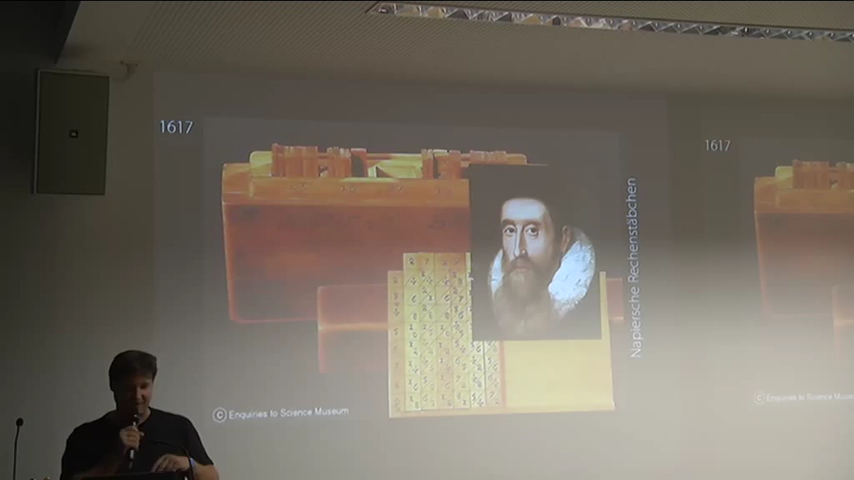 1617
Napiersche Rechenstäbchen
© Enquiries to Science Museum
1617
© Enquiries to Science Museum